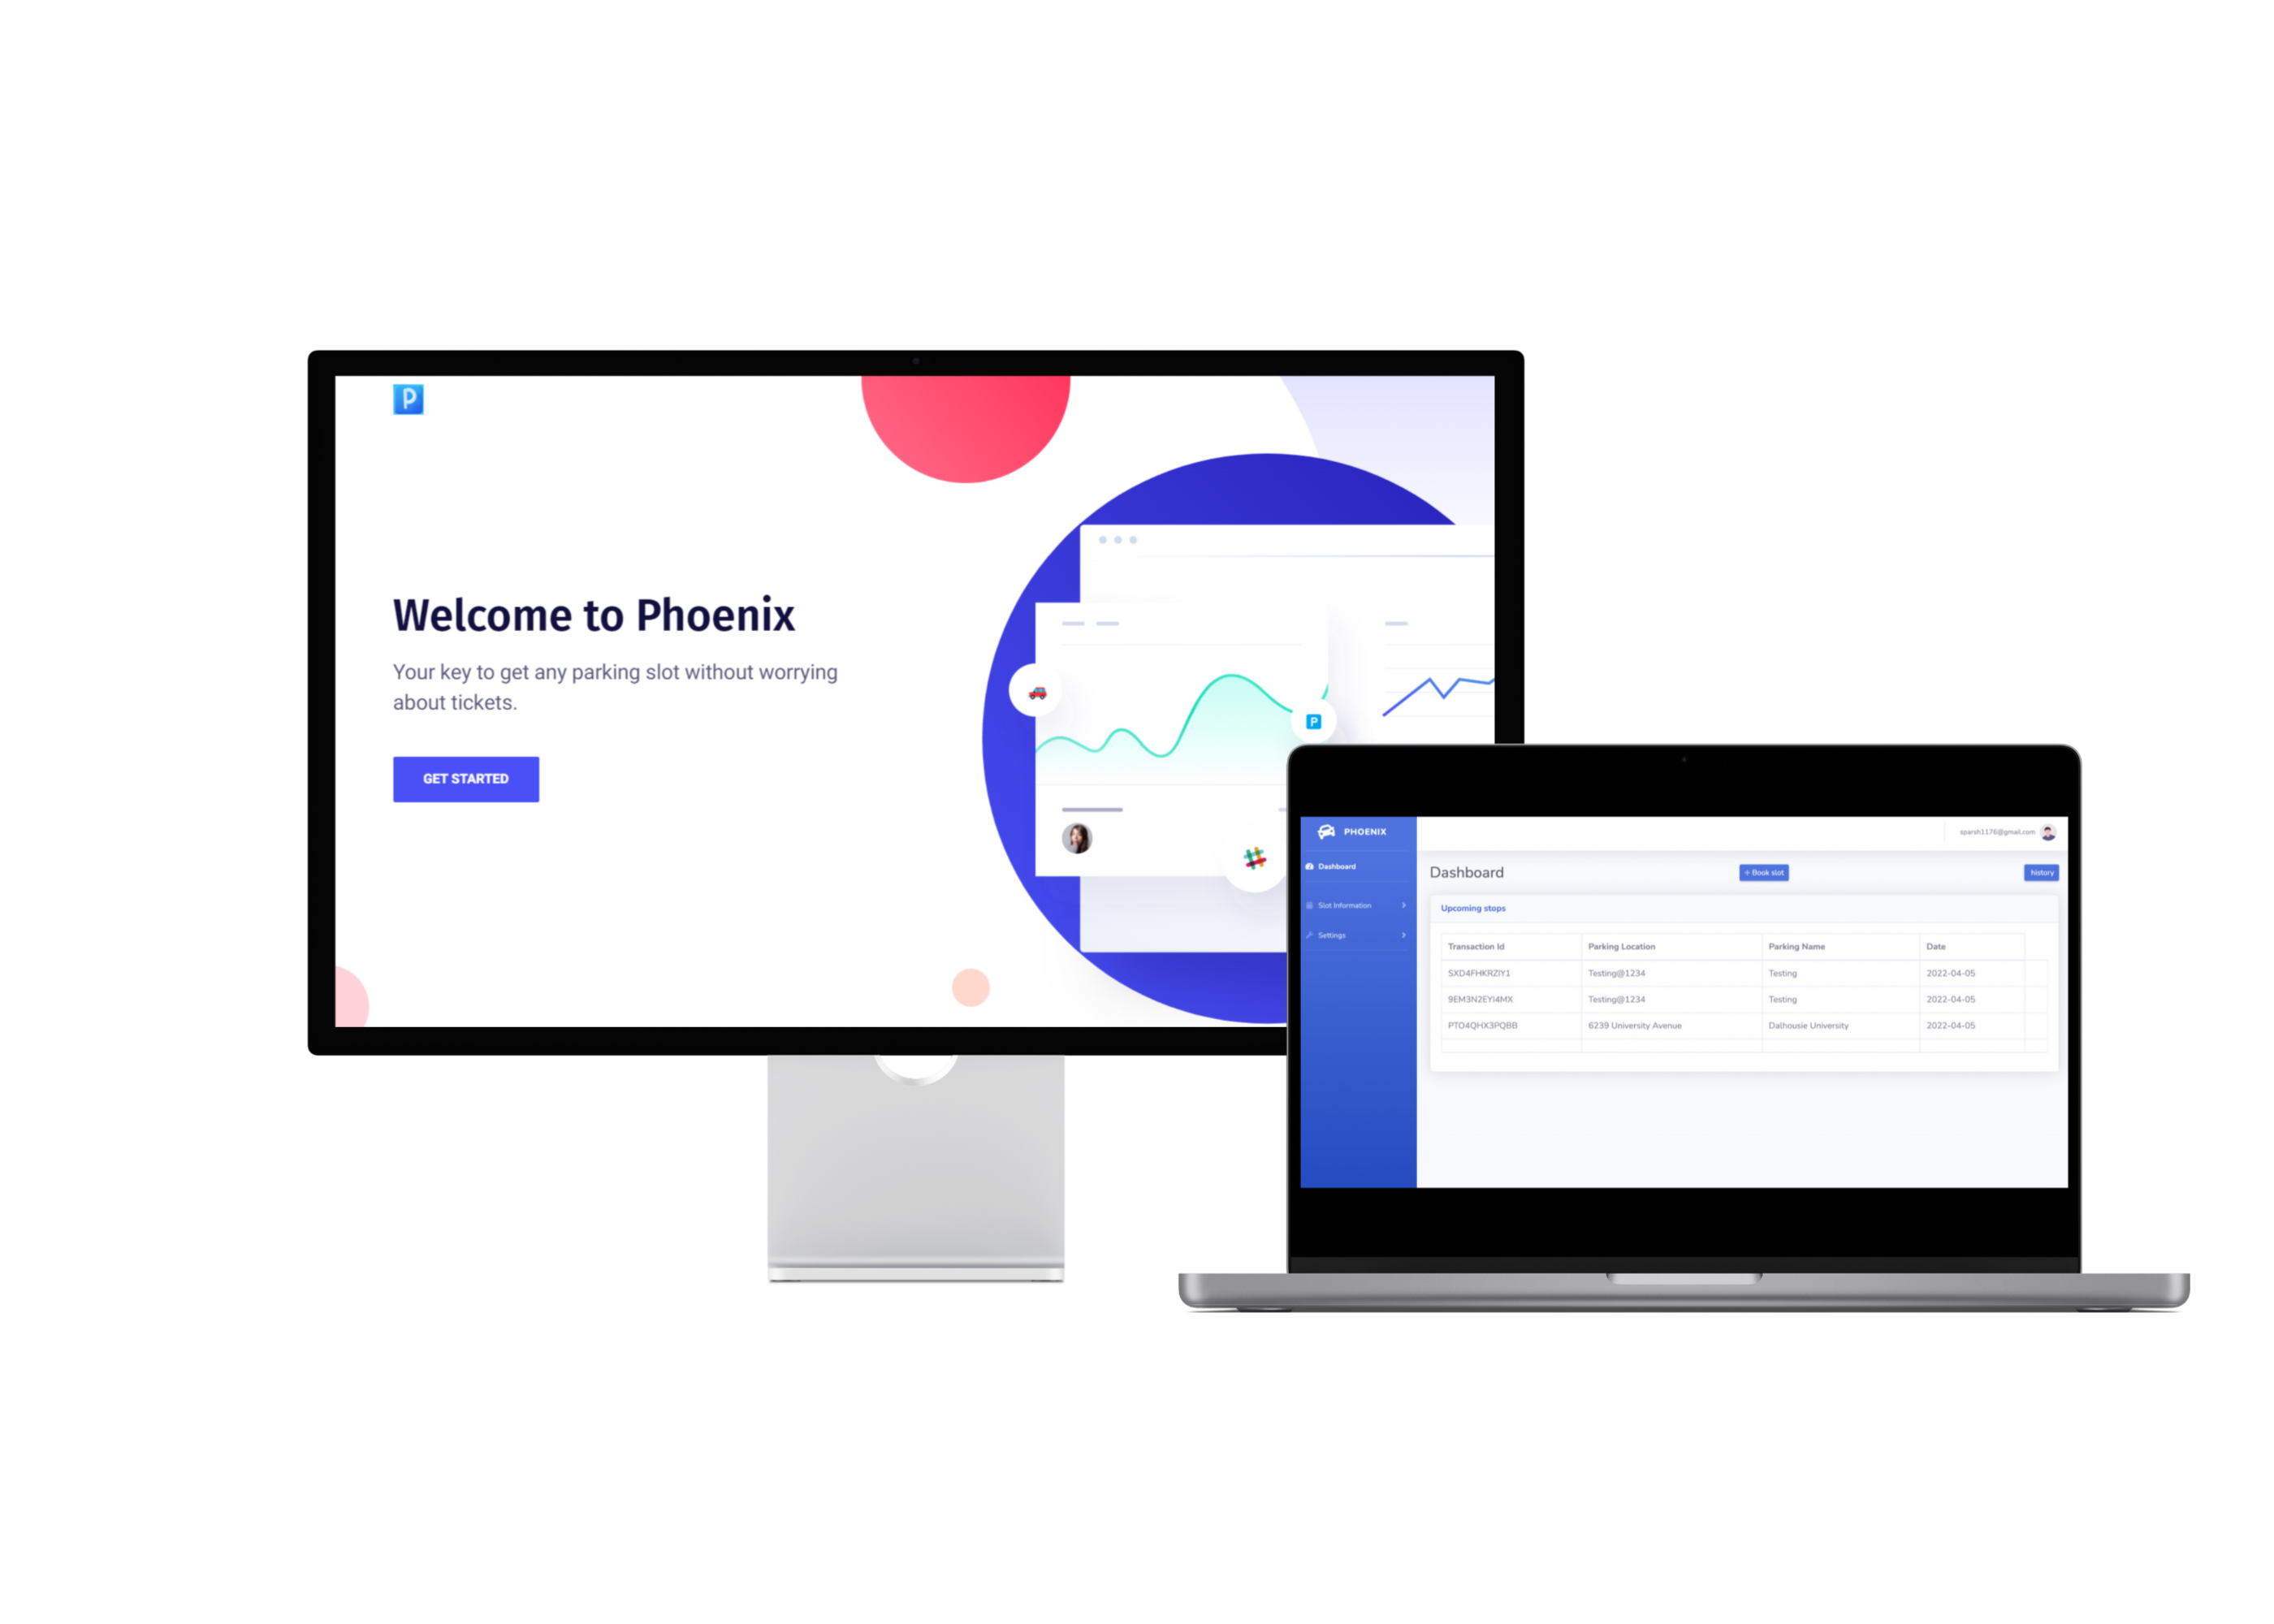 P
Welcome to Phoenix
Your key to get any parking slot without worrying
about tickets.
GET STARTED
P
PHOENIX
sparsh1176@gmail.com
Dashboard
Slot Information
Settings
Dashboard
+ Book slot
history
Upcoming stops
Transaction Id Parking Location Parking Name Date
SXD4FHKRZIY1 Testing@1234 Testing 2022-04-05
9EM3N2EYI4MX Testing@1234 Testing 2022-04-05
PTO4QHX3PQBB 6239 University Avenue Dalhousie University 2022-04-05